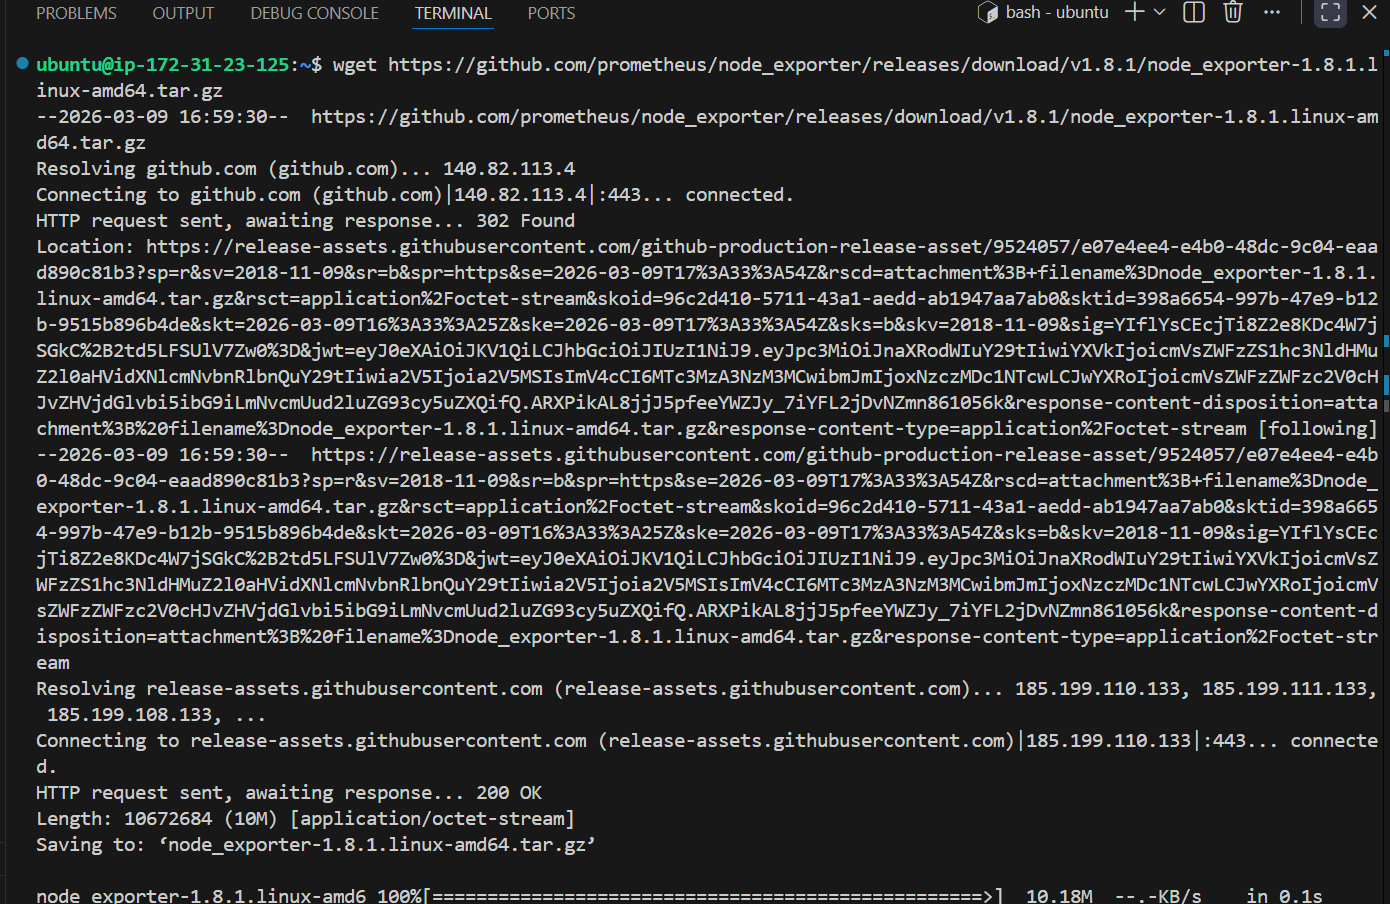 PROBLEMS OUTPUT DEBUG CONSOLE TERMINAL PORTS bash - ubuntu
ubuntu@ip-172-31-23-125:~$ wget https://github.com/prometheus/node_exporter/releases/download/v1.8.1/node_exporter-1.8.1.l
inux-amd64.tar.gz
--2026-03-09 16:59:30--  https://github.com/prometheus/node_exporter/releases/download/v1.8.1/node_exporter-1.8.1.linux-am
d64.tar.gz
Resolving github.com (github.com)... 140.82.113.4
Connecting to github.com (github.com)|140.82.113.4|:443... connected.
HTTP request sent, awaiting response... 302 Found
Location: https://release-assets.githubusercontent.com/github-production-release-asset/9524057/e07e4ee4-e4b0-48dc-9c04-eaa
d890c81b3?sp=r&sv=2018-11-09&sr=b&spr=https&se=2026-03-09T17%3A33%3A54Z&rscd=attachment%3B+filename%3Dnode_exporter-1.8.1.
linux-amd64.tar.gz&rsct=application%2Foctet-stream&skoid=96c2d410-5711-43a1-aedd-ab1947aa7ab0&sktid=398a6654-997b-47e9-b12
b-9515b896b4de&skt=2026-03-09T16%3A33%3A25Z&ske=2026-03-09T17%3A33%3A54Z&sks=b&skv=2018-11-09&sig=YIflYsCEcjTi8Z2e8KDc4W7j
SGkC%2B2td5LFSUlV7Zw0%3D&jwt=eyJ0eXAiOiJKV1QiLCJhbGciOiJIUzI1NiJ9.eyJpc3MiOiJnaXRodWIuY29tIiwiYXVkIjoicmVsZWFzZS1hc3NldHMu
Z2l0aHVidXNlcmNvbnRlbnQuY29tIiwia2V5Ijoia2V5MSIsImV4cCI6MTc3MzA3NzM3MCwibmJmIjoxNzczMDc1NTcwLCJwYXRoIjoicmVsZWFzZWFzc2V0cH
JvZHVjdGlvbi5ibG9iLmNvcmUud2luZG93cy5uZXQifQ.ARXPikAL8jjJ5pfeeYWZJy_7iYFL2jDvNZmn861056k&response-content-disposition=atta
chment%3B%20filename%3Dnode_exporter-1.8.1.linux-amd64.tar.gz&response-content-type=application%2Foctet-stream [following]
--2026-03-09 16:59:30--  https://release-assets.githubusercontent.com/github-production-release-asset/9524057/e07e4ee4-e4b
0-48dc-9c04-eaad890c81b3?sp=r&sv=2018-11-09&sr=b&spr=https&se=2026-03-09T17%3A33%3A54Z&rscd=attachment%3B+filename%3Dnode_
exporter-1.8.1.linux-amd64.tar.gz&rsct=application%2Foctet-stream&skoid=96c2d410-5711-43a1-aedd-ab1947aa7ab0&sktid=398a665
4-997b-47e9-b12b-9515b896b4de&skt=2026-03-09T16%3A33%3A25Z&ske=2026-03-09T17%3A33%3A54Z&sks=b&skv=2018-11-09&sig=YIflYsCEc
jTi8Z2e8KDc4W7jSGkC%2B2td5LFSUlV7Zw0%3D&jwt=eyJ0eXAiOiJKV1QiLCJhbGciOiJIUzI1NiJ9.eyJpc3MiOiJnaXRodWIuY29tIiwiYXVkIjoicmVsZ
WFzZS1hc3NldHMuZ2l0aHVidXNlcmNvbnRlbnQuY29tIiwia2V5Ijoia2V5MSIsImV4cCI6MTc3MzA3NzM3MCwibmJmIjoxNzczMDc1NTcwLCJwYXRoIjoicmV
sZWFzZWFzc2V0cHJvZHVjdGlvbi5ibG9iLmNvcmUud2luZG93cy5uZXQifQ.ARXPikAL8jjJ5pfeeYWZJy_7iYFL2jDvNZmn861056k&response-content-d
isposition=attachment%3B%20filename%3Dnode_exporter-1.8.1.linux-amd64.tar.gz&response-content-type=application%2Foctet-str
eam
Resolving release-assets.githubusercontent.com (release-assets.githubusercontent.com)... 185.199.110.133, 185.199.111.133,
 185.199.108.133, ...
Connecting to release-assets.githubusercontent.com (release-assets.githubusercontent.com)|185.199.110.133|:443... connecte
d.
HTTP request sent, awaiting response... 200 OK
Length: 10672684 (10M) [application/octet-stream]
Saving to: ‘node_exporter-1.8.1.linux-amd64.tar.gz’
node_exporter-1.8.1.linux-amd6 100%[==================================================>]  10.18M  --.-KB/s    in 0.1s